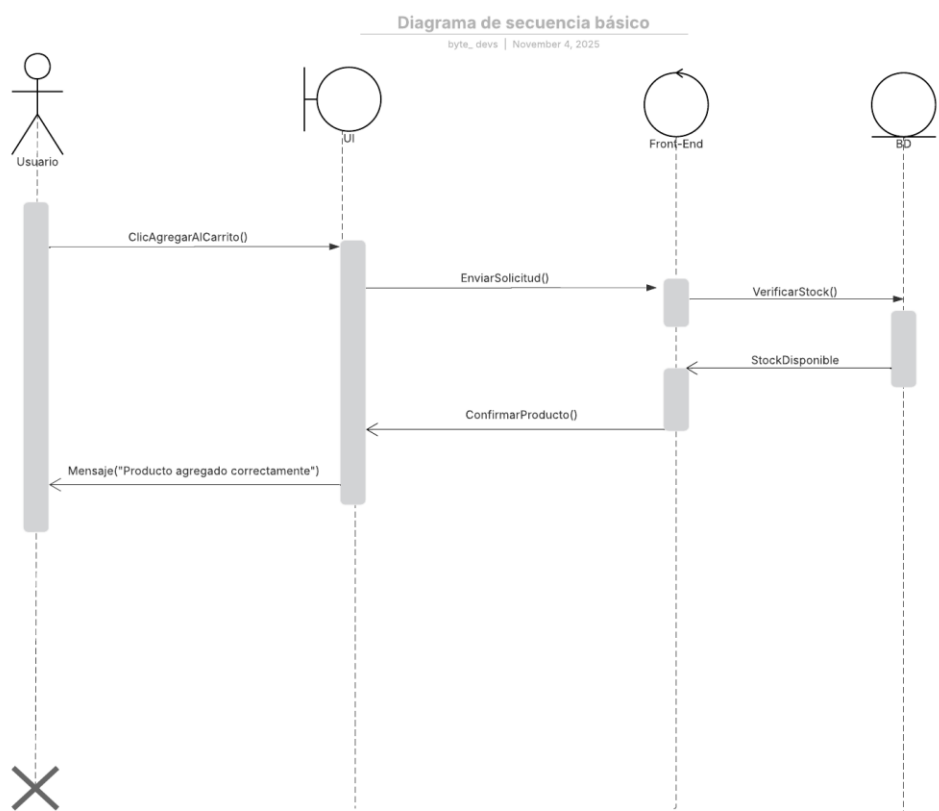 Diagrama de secuencia básico
byte_ devs | November 4, 2025
Usuario
UI
Front-End
BD
ClicAgregarAlCarrito()
EnviarSolicitud()
VerificarStock()
StockDisponible
ConfirmarProducto()
Mensaje("Producto agregado correctamente")